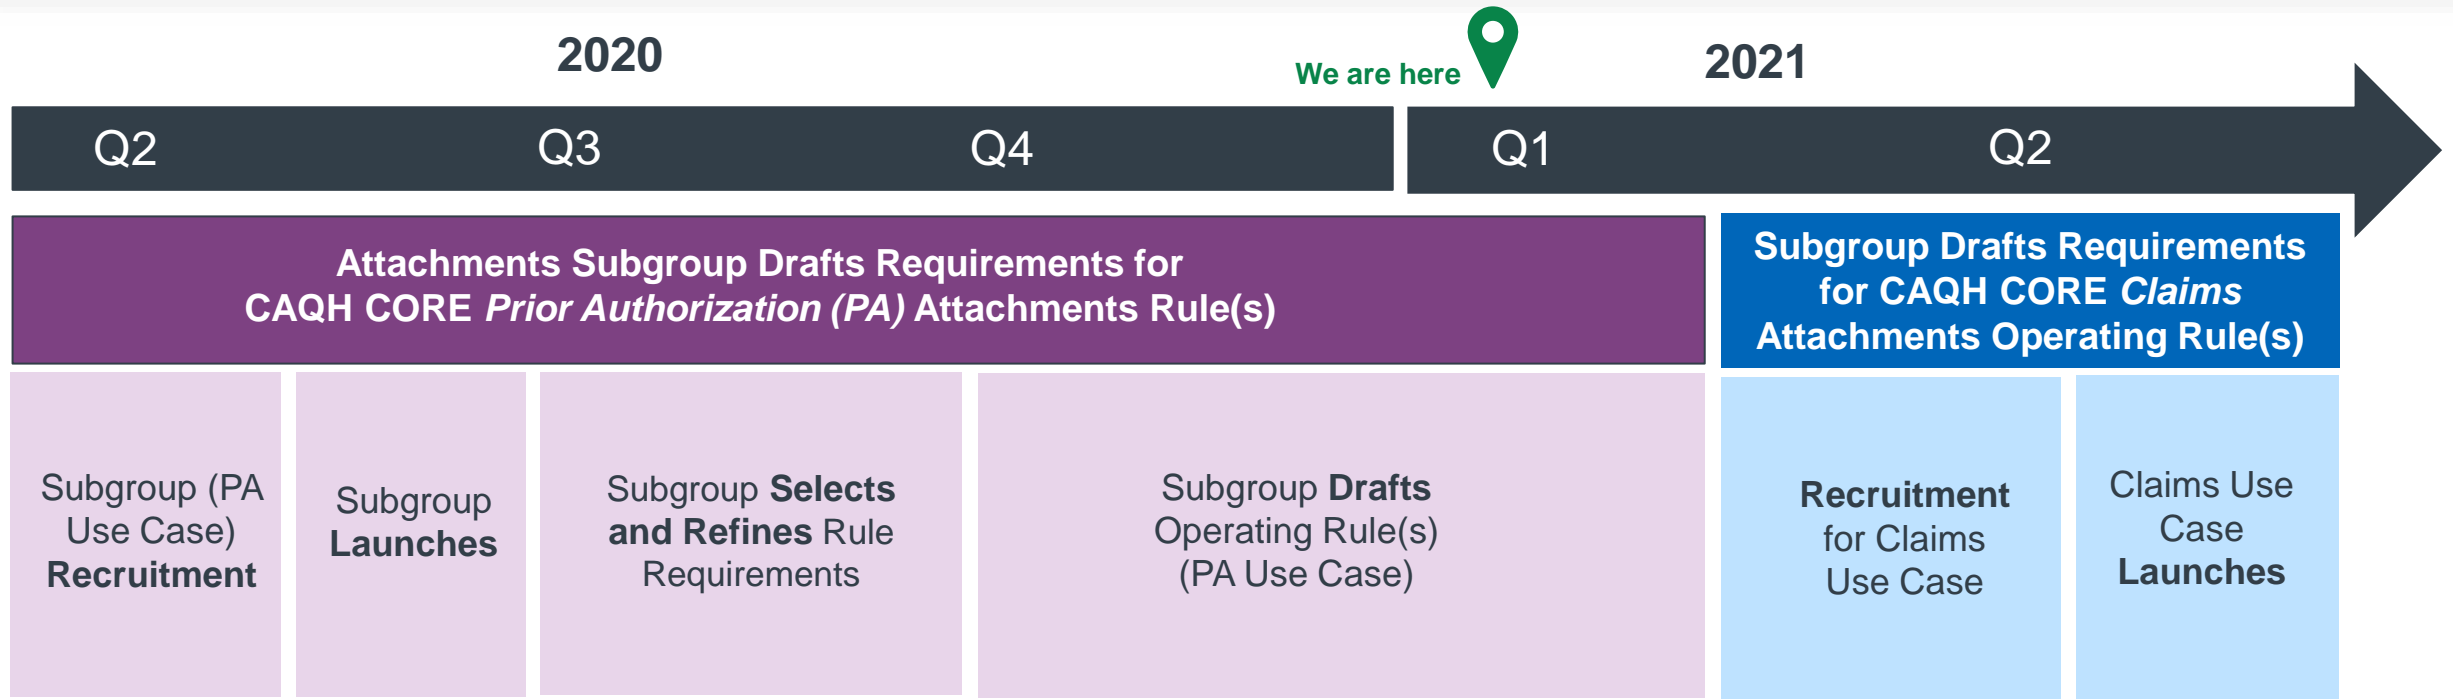 2020
We are here
2021
Q2
Q3
Q4
Q1
Q2
Attachments Subgroup Drafts Requirements for
CAQH CORE Prior Authorization (PA) Attachments Rule(s)
Subgroup Drafts Requirements
for CAQH CORE Claims
Attachments Operating Rule(s)
Subgroup (PA
Use Case)
Recruitment
Subgroup
Launches
Subgroup Selects
and Refines Rule
Requirements
Subgroup Drafts
Operating Rule(s)
(PA Use Case)
Recruitment
for Claims
Use Case
Claims Use
Case
Launches